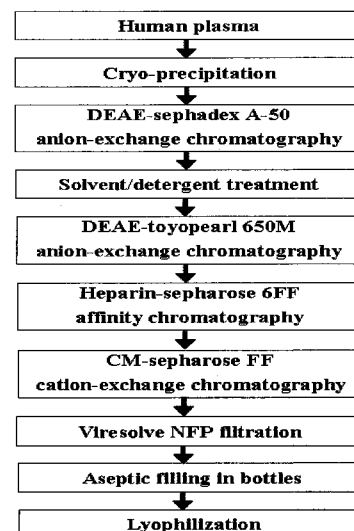 Human plasma
Cryo-precipitation
DEAE-sephadex A-50
anion-exchange chromatography
Solvent/detergent treatment
DEAE-toyopearl 650M
anion-exchange chromatography
Heparin-sepharose 6FF
affinity chromatography
CM-sepharose FF
cation-exchange chromatography
Viresolve NFP filtration
Aseptic filling in bottles
Lyophilization